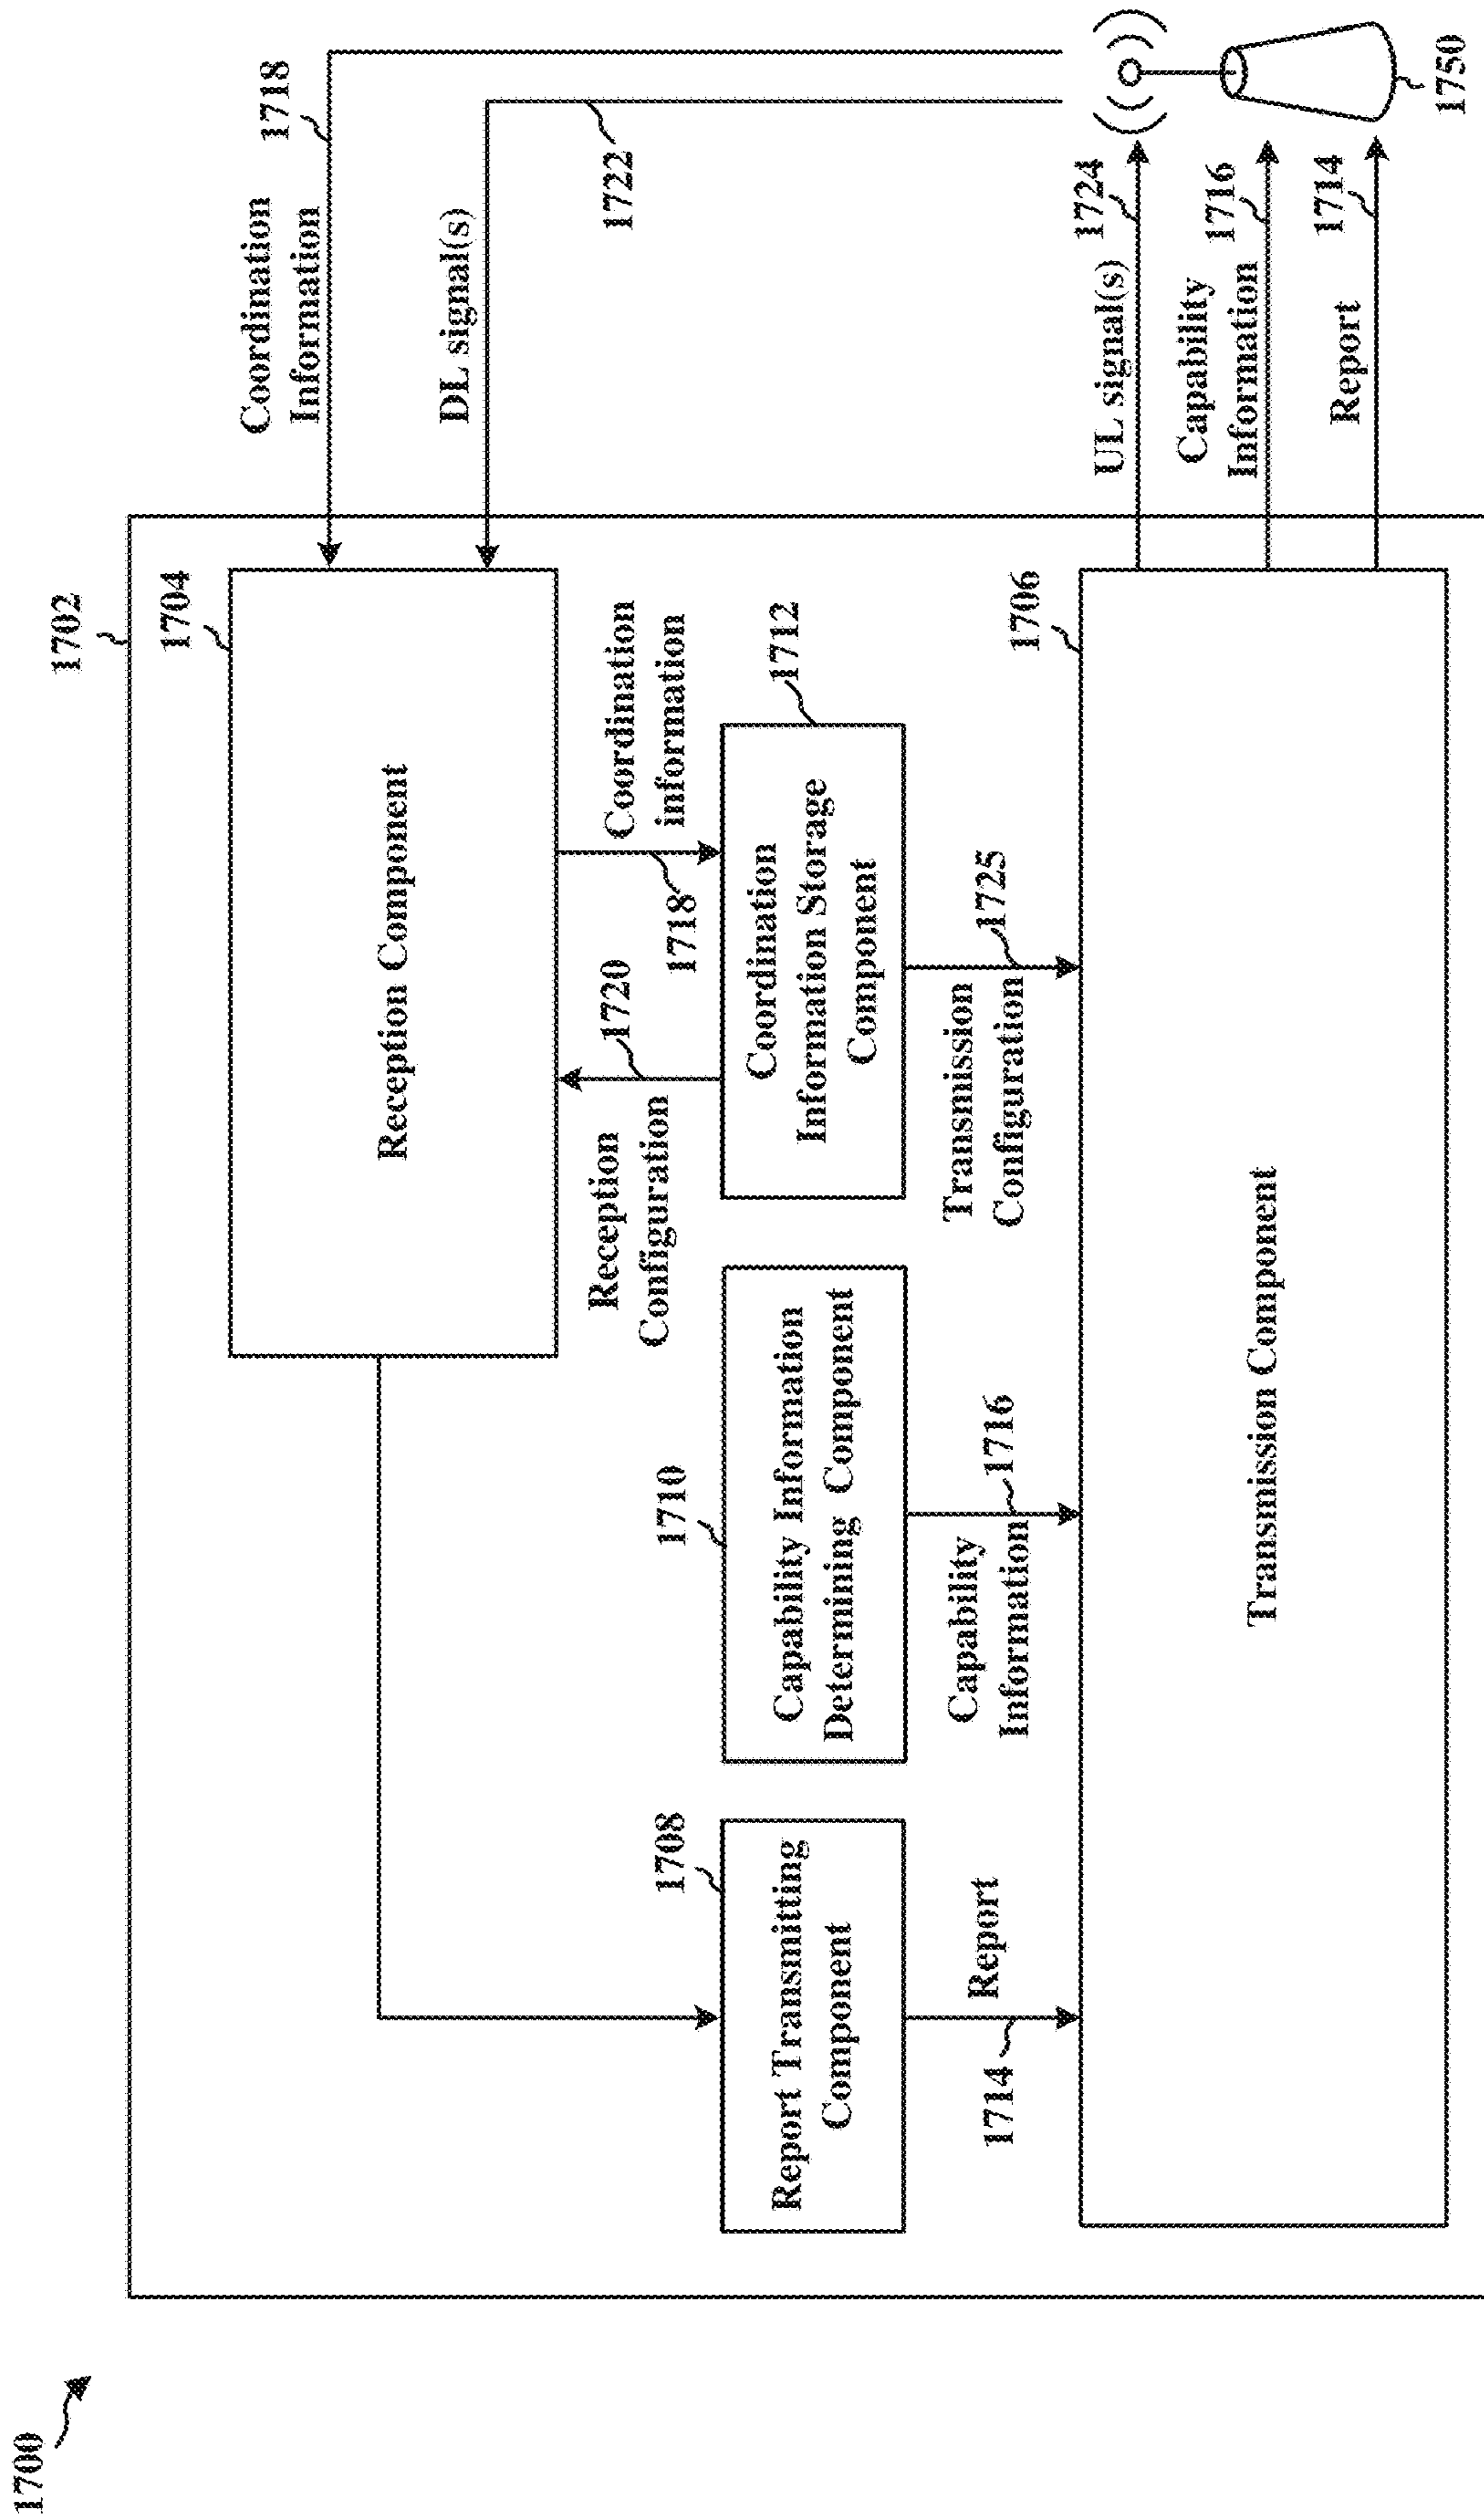 1700
1702
1704
Reception Component
Coordination
Information
1718
DL signal(s)
1722
Reception
Configuration
1720
1718
Coordination
information
1708
Report Transmitting
Component
1710
Capability Information
Determining Component
1712
Coordination
Information Storage
Component
1714
Report
Capability
Information
1716
Transmission
Configuration
1725
1706
Transmission Component
UL signal(s)
1724
Capability
Information
1716
Report
1714
1750